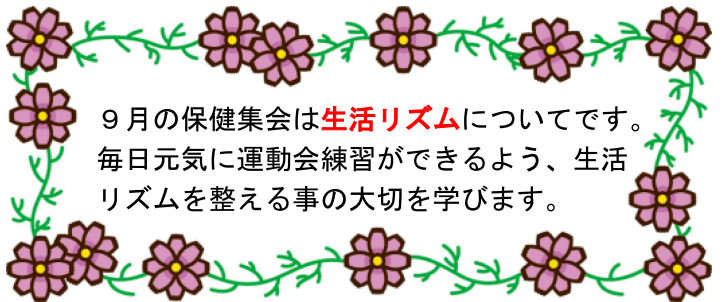 ９月の保健集会は生活リズムについてです。
毎日元気に運動会練習ができるよう、生活
リズムを整える事の大切を学びます。